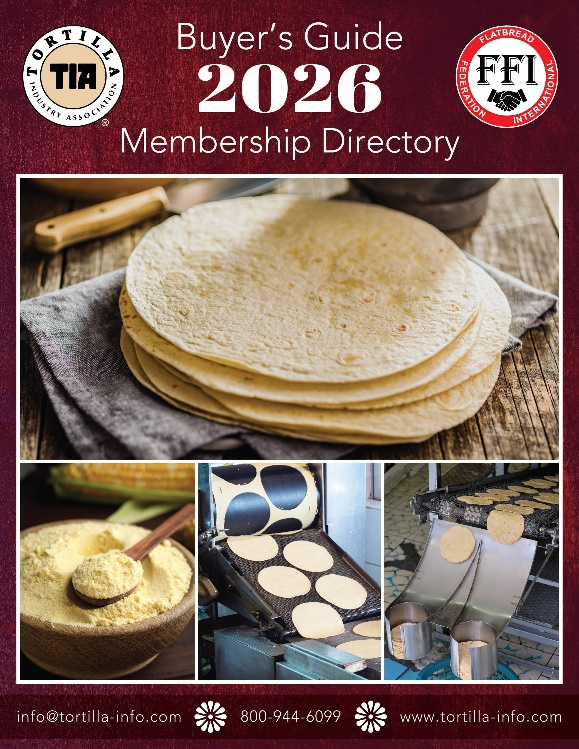 Buyer's Guide
2026
Membership Directory
TORTILLA
TIA
INDUSTRY ASSOCIATION
®
FLATBREAD
FEDERATION
FFI
INTERNATIONAL
info@tortilla-info.com
800-944-6099
www.tortilla-info.com